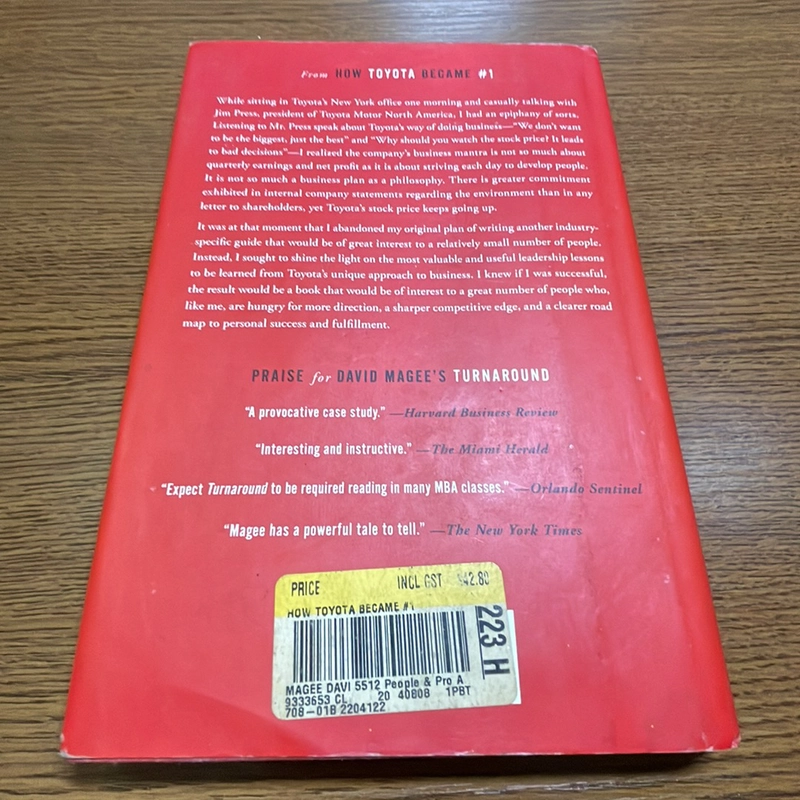 From HOW TOYOTA BECAME #1
While sitting in Toyota's New York office one morning and casually talking with
Jim Press, president of Toyota Motor North America, I had an epiphany of sorts.
Listening to Mr. Press speak about Toyota's way of doing business—"We don't want
to be the biggest, just the best" and "Why should you watch the stock price? It leads
to bad decisions"—I realized the company's business mantra is not so much about
quarterly earnings and net profit as it is about striving each day to develop people.
It is not so much a business plan as a philosophy. There is greater commitment
exhibited in internal company statements regarding the environment than in any
letter to shareholders, yet Toyota's stock price keeps going up.
It was at that moment that I abandoned my original plan of writing another industry-
specific guide that would be of great interest to a relatively small number of people.
Instead, I sought to shine the light on the most valuable and useful leadership lessons
to be learned from Toyota's unique approach to business. I knew if I was successful,
the result would be a book that would be of interest to a great number of people who,
like me, are hungry for more direction, a sharper competitive edge, and a clearer road
map to personal success and fulfillment.
PRAISE for DAVID MAGEE'S TURNAROUND
"A provocative case study." —Harvard Business Review
"Interesting and instructive." —The Miami Herald
"Expect Turnaround to be required reading in many MBA classes." —Orlando Sentinel
"Magee has a powerful tale to tell." —The New York Times
PRICE INCL GST $42.80
HOW TOYOTA BECAME #1
223 H
MAGEE DAVI 5512 People & Pro A
9333653 CL 20 40808 1PBT
708-01B 2204122